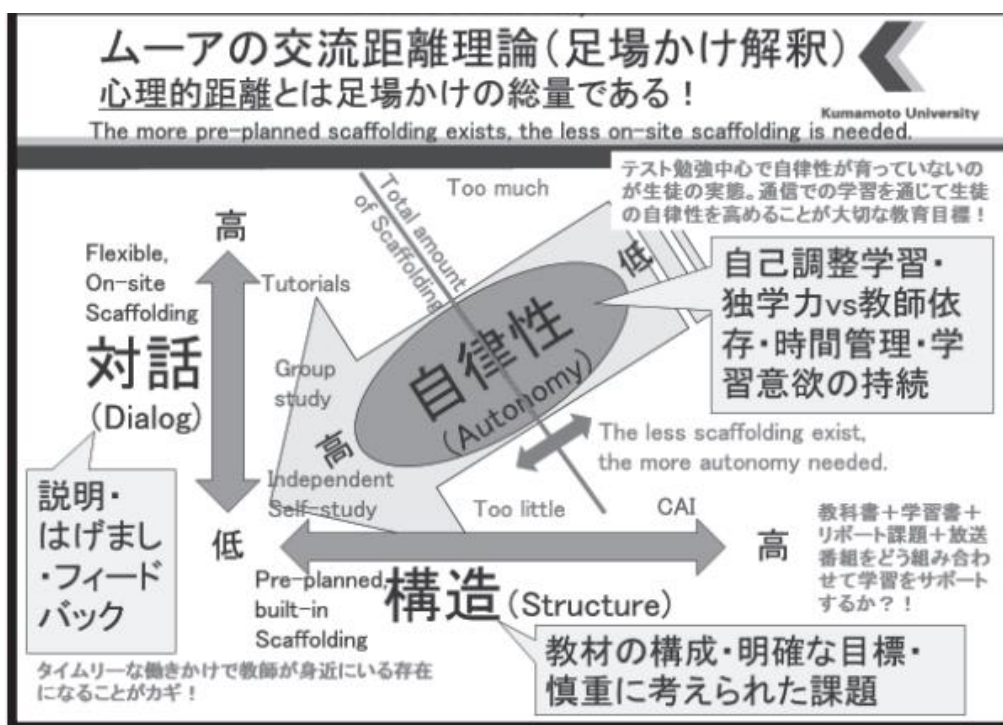 ムーアの交流距離理論(足場かけ解釈)
心理的距離とは足場かけの総量である！
Kumamoto University
The more pre-planned scaffolding exists, the less on-site scaffolding is needed.
テスト勉強中心で自律性が育っていないの
が生徒の実態。通信での学習を通じて生徒
の自律性を高めることが大切な教育目標！
Too much
Total amount
of Scaffolding
高
低
Flexible,
On-site
Scaffolding
対話
(Dialog)
Tutorials
Group
study
Independent
Self-study
自律性
(Autonomy)
高
自己調整学習・
独学力vs教師依
存・時間管理・学
習意欲の持続
The less scaffolding exist,
the more autonomy needed.
Too little
CAI
説明・
はげまし
・フィード
バック
低
高
Pre-planned,
built-in
Scaffolding
構造(Structure)
教科書＋学習書＋
リポート課題＋放送
番組をどう組み合わ
せて学習をサポート
するか？！
教材の構成・明確な目標・
慎重に考えられた課題
タイムリーな働きかけで教師が身近にいる存在
になることがカギ！